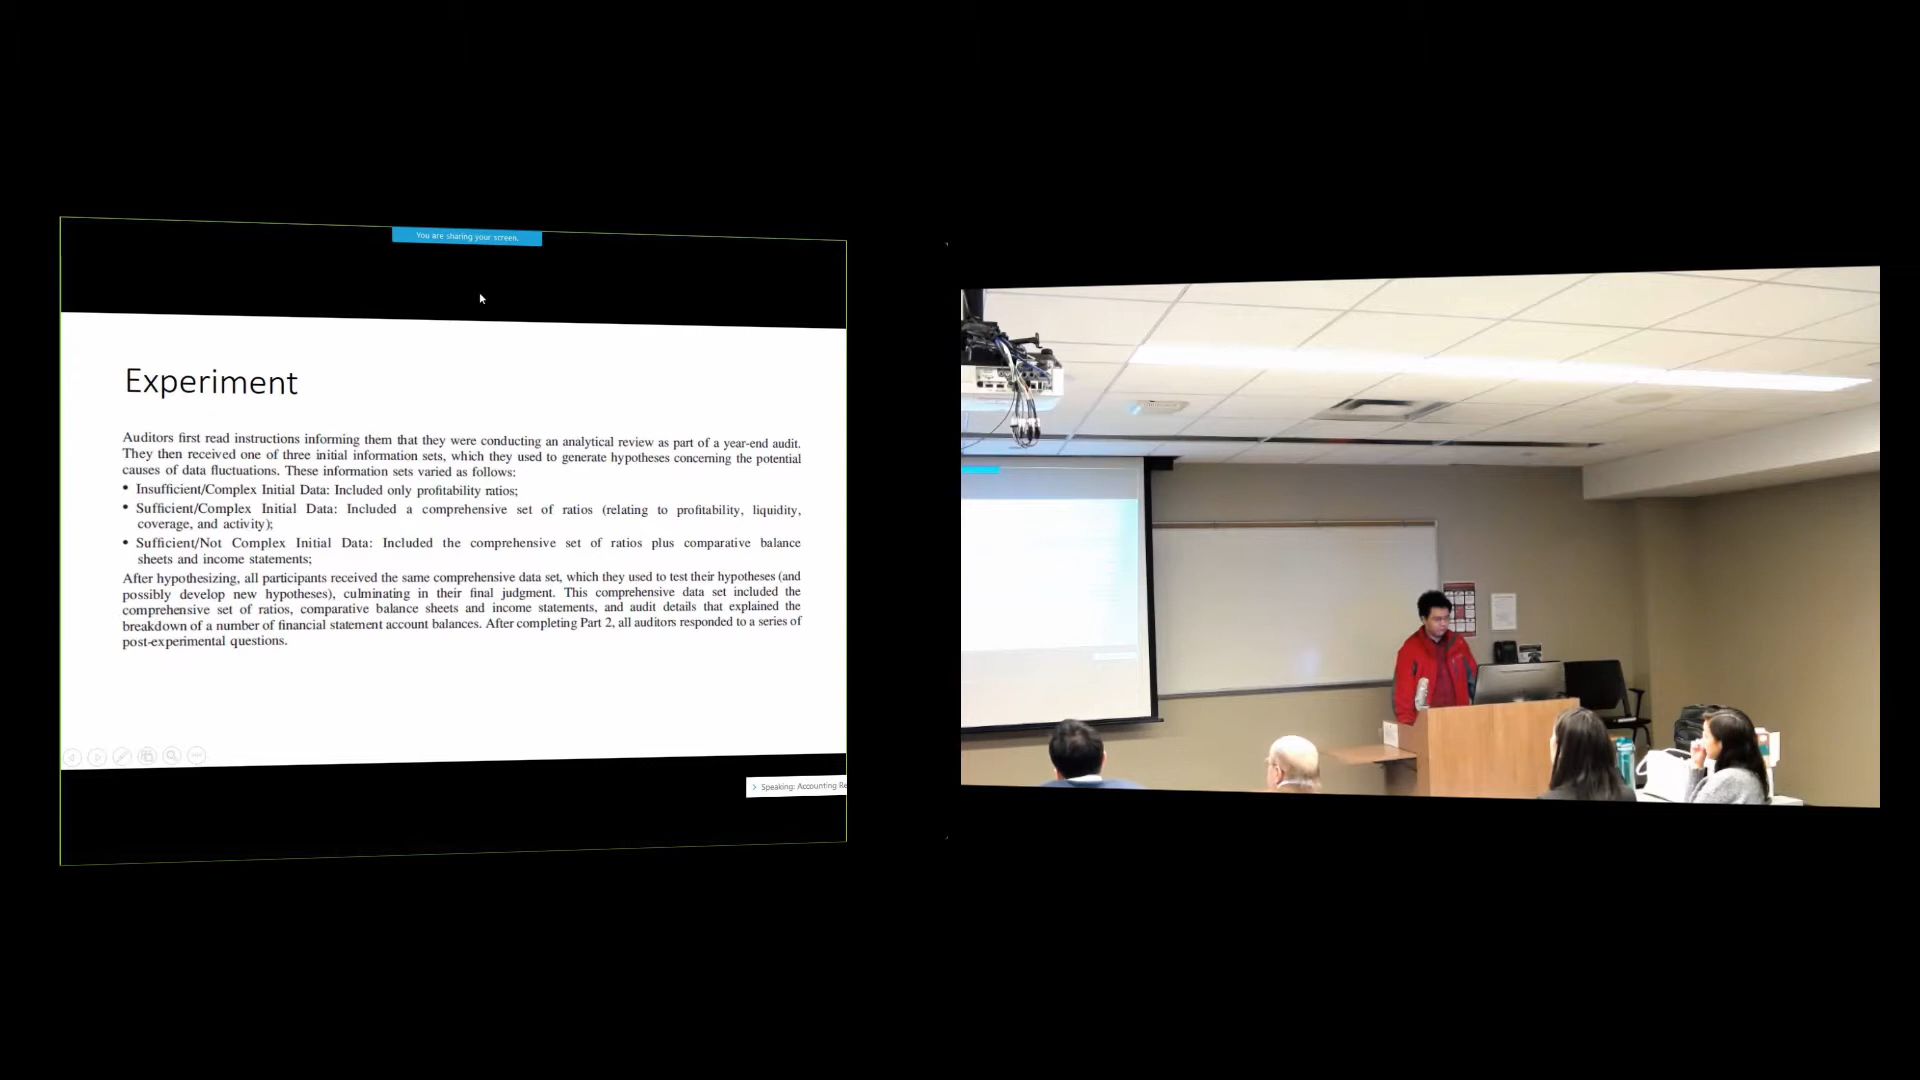 You are sharing your screen.
Experiment
Auditors first read instructions informing them that they were conducting an analytical review as part of a year-end audit.
They then received one of three initial information sets, which they used to generate hypotheses concerning the potential
causes of data fluctuations. These information sets varied as follows:
• Insufficient/Complex Initial Data: Included only profitability ratios;
• Sufficient/Complex Initial Data: Included a comprehensive set of ratios (relating to profitability, liquidity,
coverage, and activity);
• Sufficient/Not Complex Initial Data: Included the comprehensive set of ratios plus comparative balance
sheets and income statements;
After hypothesizing, all participants received the same comprehensive data set, which they used to test their hypotheses (and
possibly develop new hypotheses), culminating in their final judgment. This comprehensive data set included the
comprehensive set of ratios, comparative balance sheets and income statements, and audit details that explained the
breakdown of a number of financial statement account balances. After completing Part 2, all auditors responded to a series of
post-experimental questions.
Speaking: Accounting Re